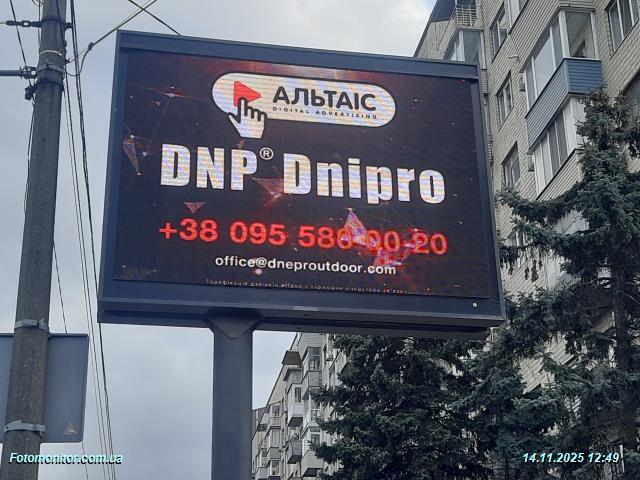 АЛЬТАІС
DIGITAL ADVERTISING
DNP® Dnipro
+38 095 586-00-20
office@dneproutdoor.com
Fotomonitor.com.ua
14.11.2025 12:49